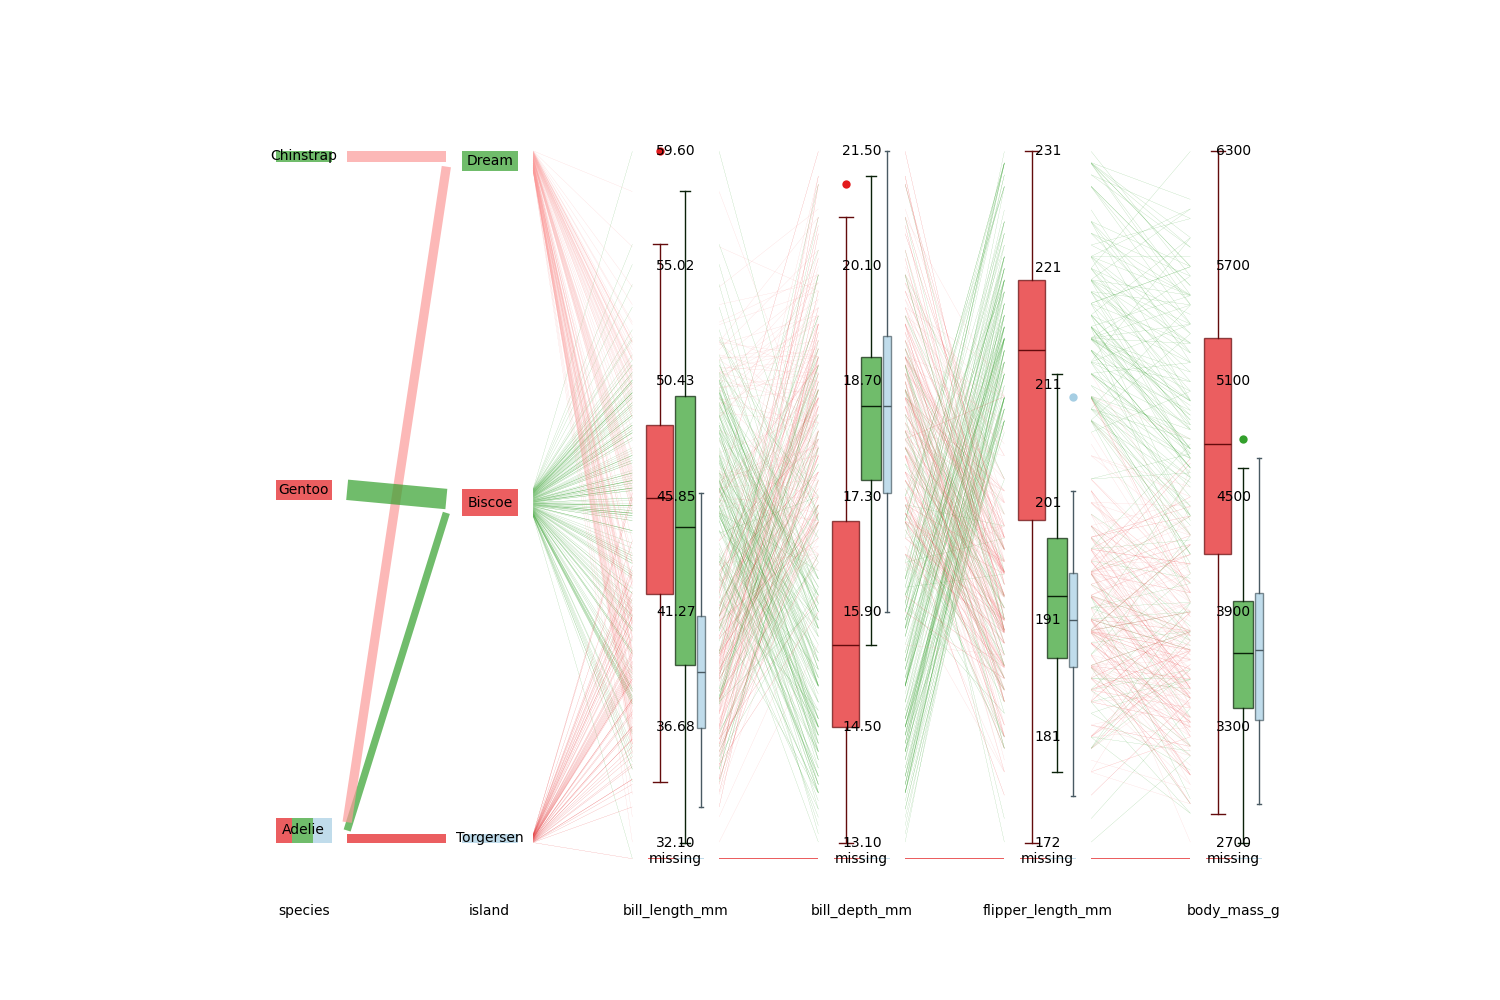 Chinstrap
Gentoo
Adelie
species
Dream
Biscoe
Torgersen
island
59.60
55.02
50.43
45.85
41.27
36.68
32.10
missing
bill_length_mm
21.50
20.10
18.70
17.30
15.90
14.50
13.10
missing
bill_depth_mm
231
221
211
201
191
181
172
missing
flipper_length_mm
6300
5700
5100
4500
3900
3300
2700
missing
body_mass_g